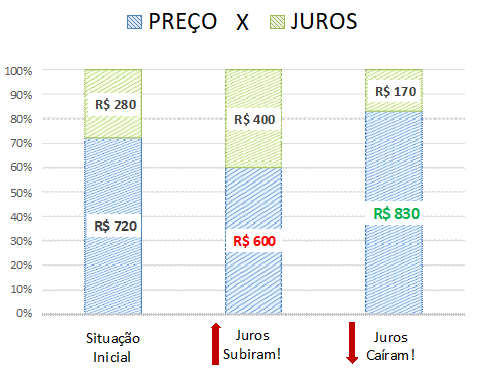 PREÇO X JUROS
100%
90%
80%
70%
60%
50%
40%
30%
20%
10%
0%
R$ 280
R$ 400
R$ 170
R$ 720
R$ 600
R$ 830
Situação
Inicial
Juros
Subiram!
Juros
Caíram!